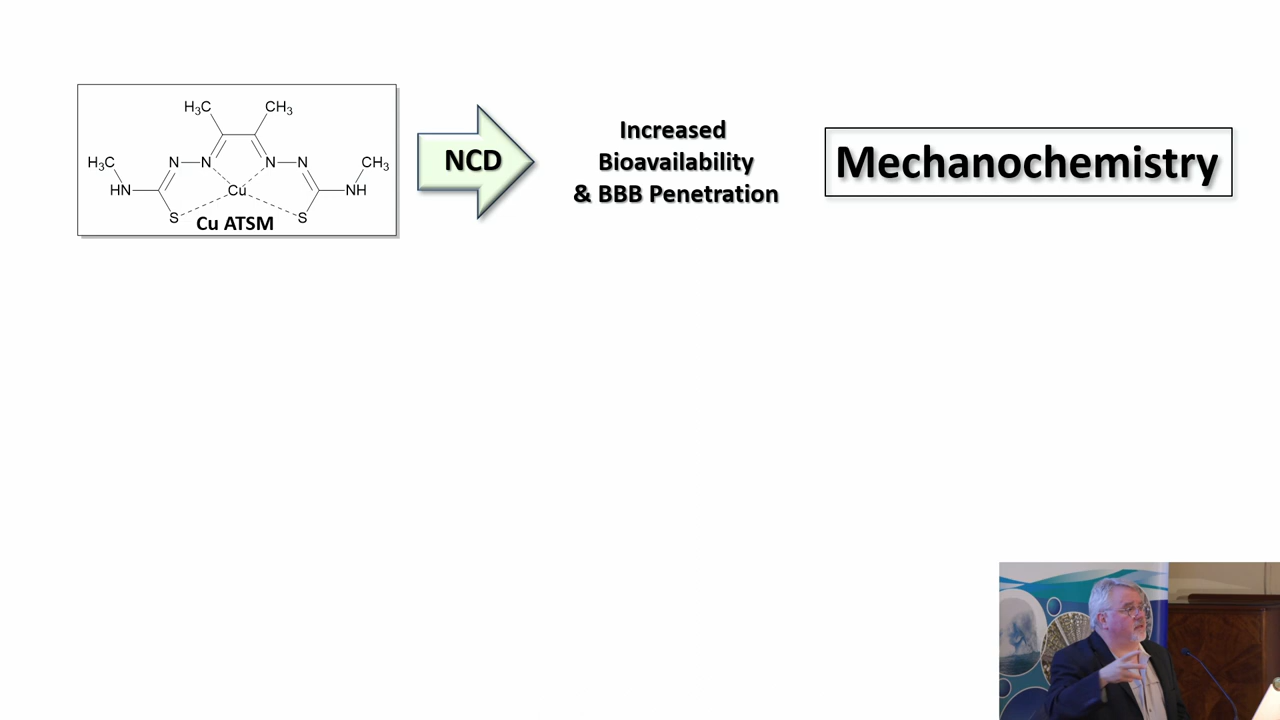 H₃C
CH₃
H₃C
N
N
N
N
CH₃
HN
Cu
NH
S
S
Cu ATSM
NCD
Increased
Bioavailability
& BBB Penetration
Mechanochemistry